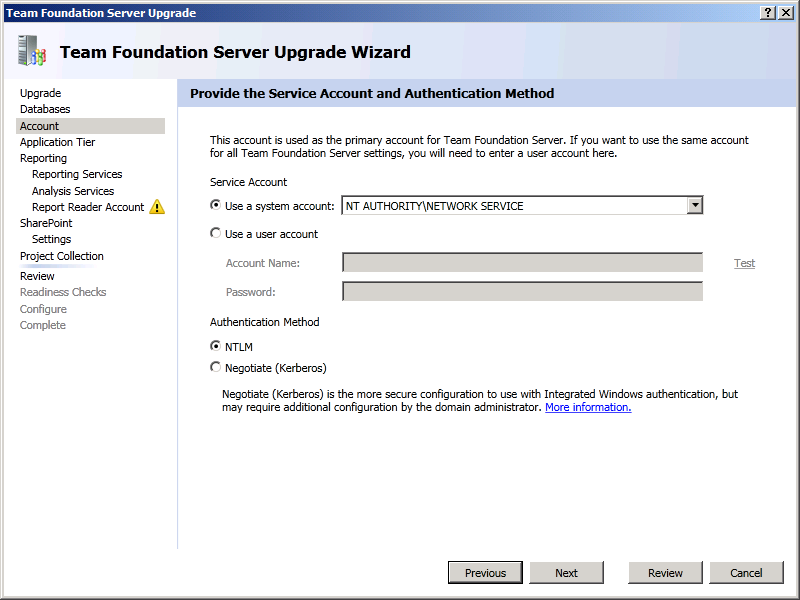 Team Foundation Server Upgrade
Team Foundation Server Upgrade Wizard
Upgrade
Databases
Account
Application Tier
Reporting
Reporting Services
Analysis Services
Report Reader Account
SharePoint
Settings
Project Collection
Review
Readiness Checks
Configure
Complete
Provide the Service Account and Authentication Method
This account is used as the primary account for Team Foundation Server. If you want to use the same account
for all Team Foundation Server settings, you will need to enter a user account here.
Service Account
Use a system account: NT AUTHORITY\NETWORK SERVICE
Use a user account
Account Name: Test
Password:
Authentication Method
NTLM
Negotiate (Kerberos)
Negotiate (Kerberos) is the more secure configuration to use with Integrated Windows authentication, but
may require additional configuration by the domain administrator. More information.
Previous Next Review Cancel